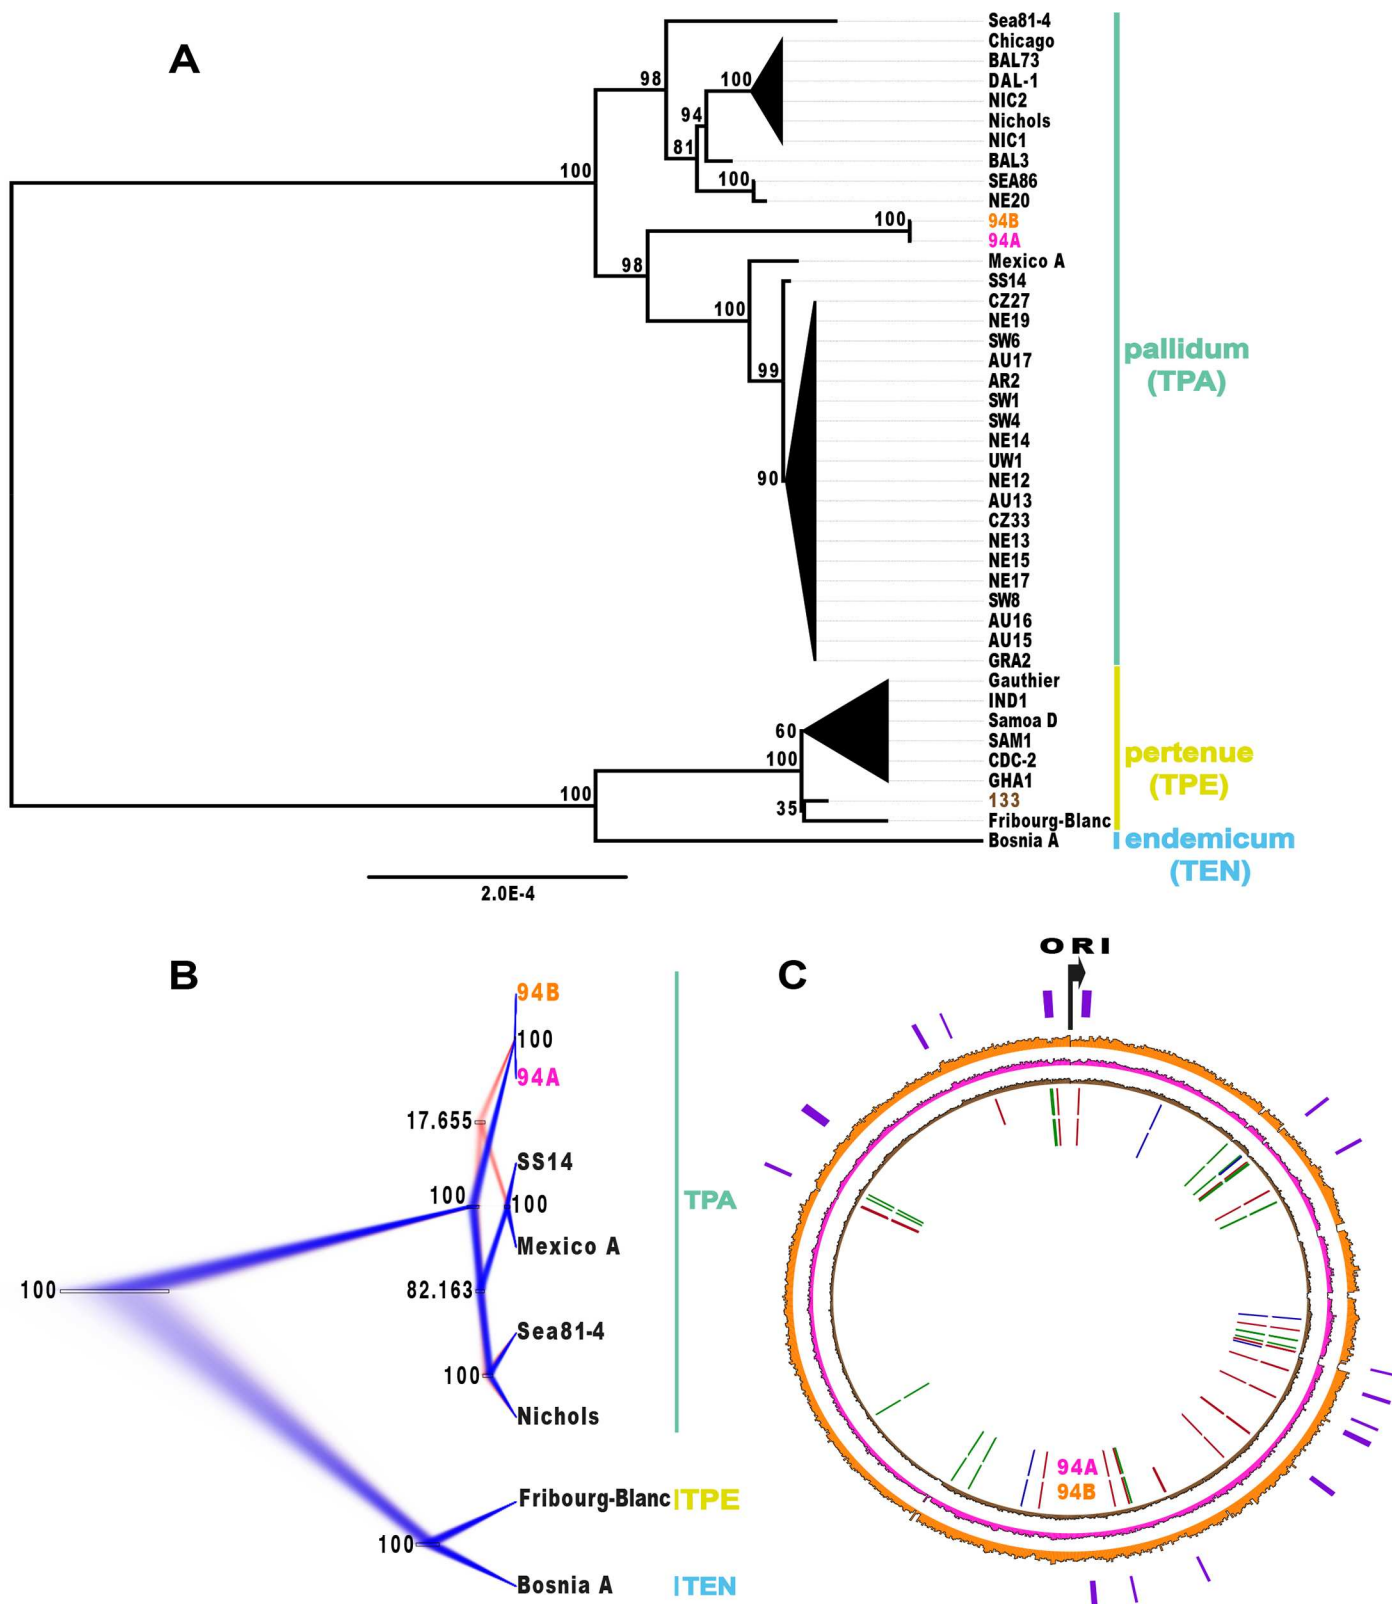 A
Sea81-4
Chicago
BAL73
DAL-1
NIC2
Nichols
NIC1
BAL3
SEA86
NE20
94B
94A
Mexico A
SS14
CZ27
NE19
SW6
AU17
AR2
SW1
SW4
NE14
UW1
NE12
AU13
CZ33
NE13
NE15
NE17
SW8
AU16
AU15
GRA2
Gauthier
IND1
Samoa D
SAM1
CDC-2
GHA1
133
Fribourg-Blanc
Bosnia A
98
100
94
81
100
100
100
98
100
99
90
60
100
35
100
pallidum
(TPA)
pertenue
(TPE)
endemicum
(TEN)
2.0E-4
B
94B
100
94A
17.655
SS14
100
100
Mexico A
TPA
82.163
100
Sea81-4
100
Nichols
Fribourg-Blanc
TPE
100
Bosnia A
TEN
C
ORI
94A
94B